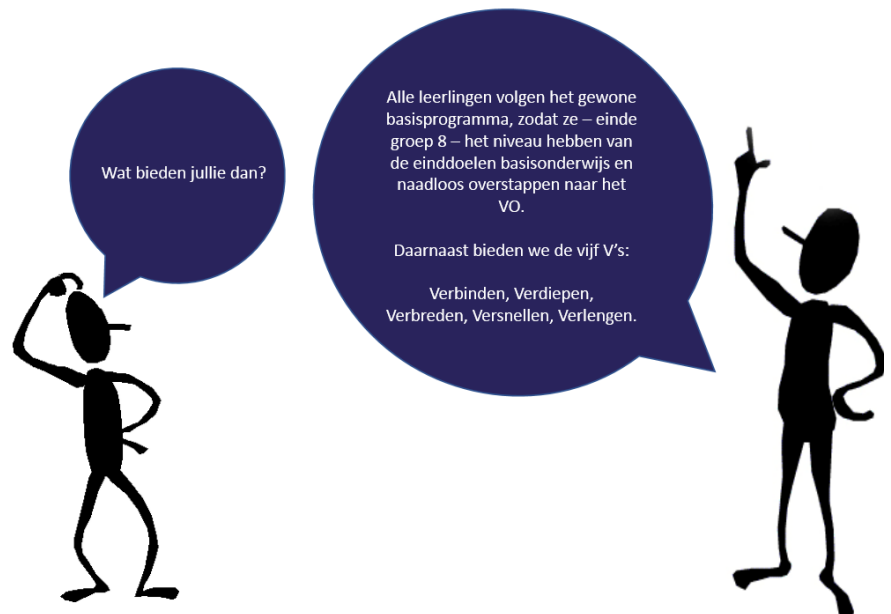 Wat bieden jullie dan?
Alle leerlingen volgen het gewone
basisprogramma, zodat ze – einde
groep 8 – het niveau hebben van
de einddoelen basisonderwijs en
naadloos overstappen naar het
VO.
Daarnaast bieden we de vijf V’s:
Verbinden, Verdiepen,
Verbreden, Versnellen, Verlengen.